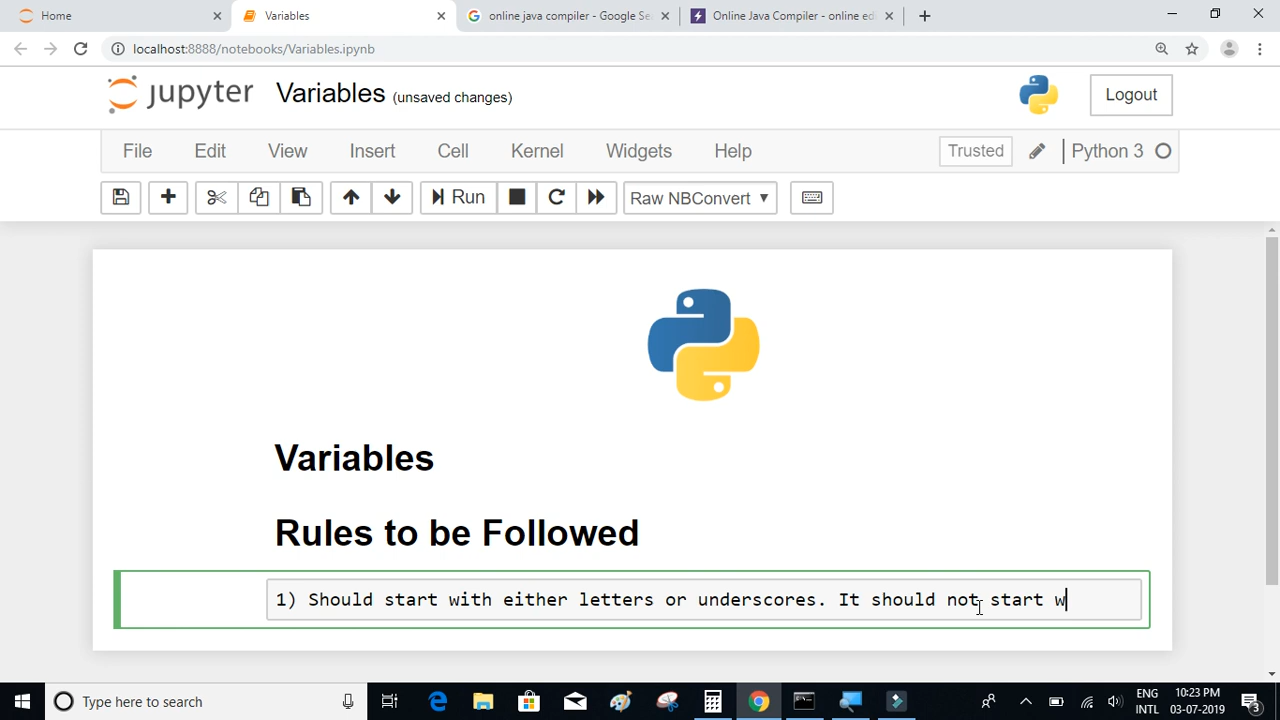 Home
Variables
online java compiler - Google Se
Online Java Compiler - online edi
localhost:8888/notebooks/Variables.ipynb
jupyter Variables (unsaved changes)
Logout
File Edit View Insert Cell Kernel Widgets Help
Trusted Python 3
Run Raw NBConvert
Variables
Rules to be Followed
1) Should start with either letters or underscores. It should not start w
Type here to search
ENG
INTL
10:23 PM
03-07-2019
3